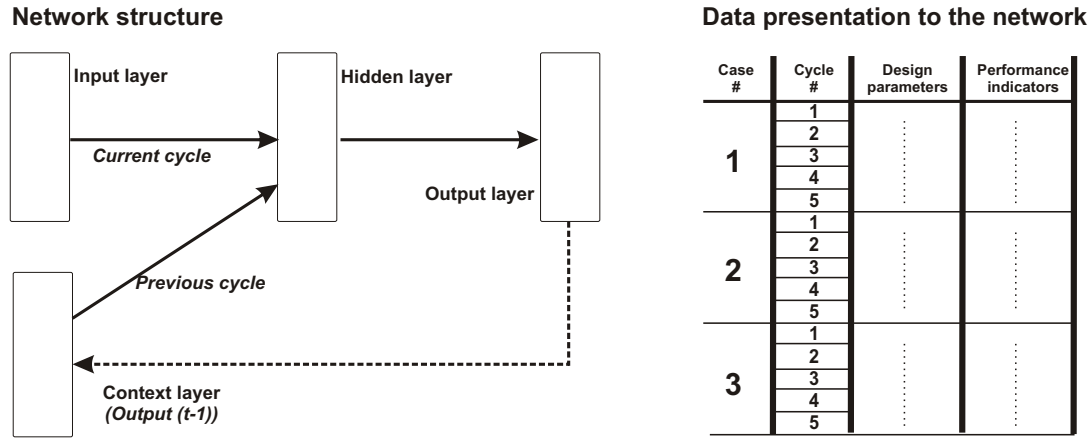 Network structure
Input layer
Hidden layer
Current cycle
Output layer
Previous cycle
Context layer
(Output (t-1))
Data presentation to the network
Case
#
Cycle
#
Design
parameters
Performance
indicators
1
1
2
3
4
5
2
1
2
3
4
5
3
1
2
3
4
5